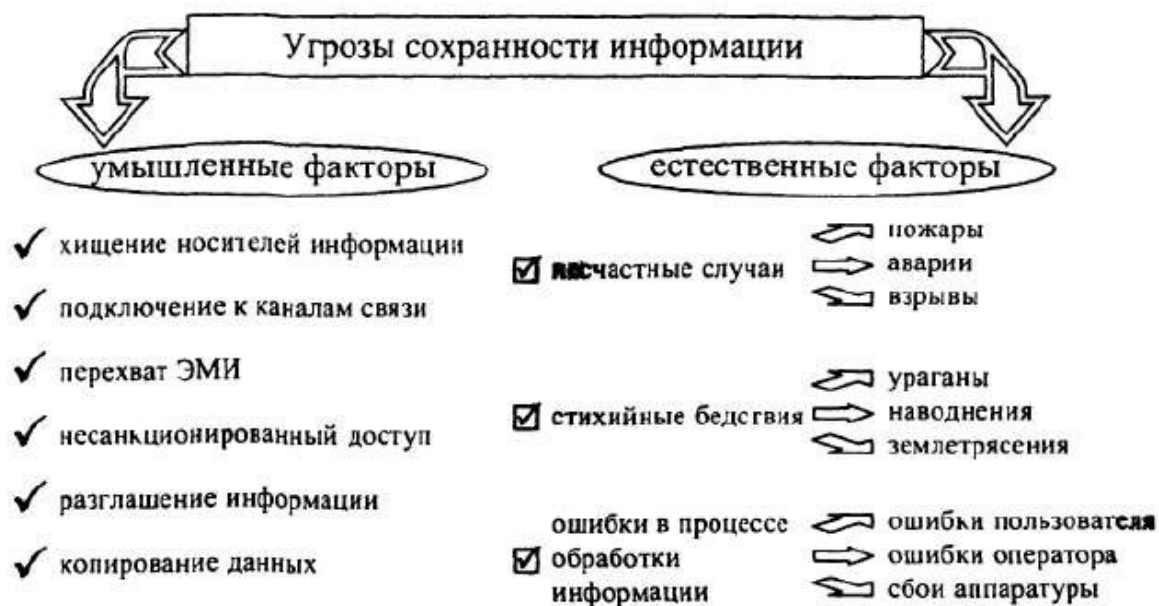 Угрозы сохранности информации
умышленные факторы
хищение носителей информации
подключение к каналам связи
перехват ЭМИ
несанкционированный доступ
разглашение информации
копирование данных
естественные факторы
несчастные случаи
пожары
аварии
взрывы
стихийные бедствия
ураганы
наводнения
землетрясения
ошибки в процессе
обработки
информации
ошибки пользователя
ошибки оператора
сбои аппаратуры